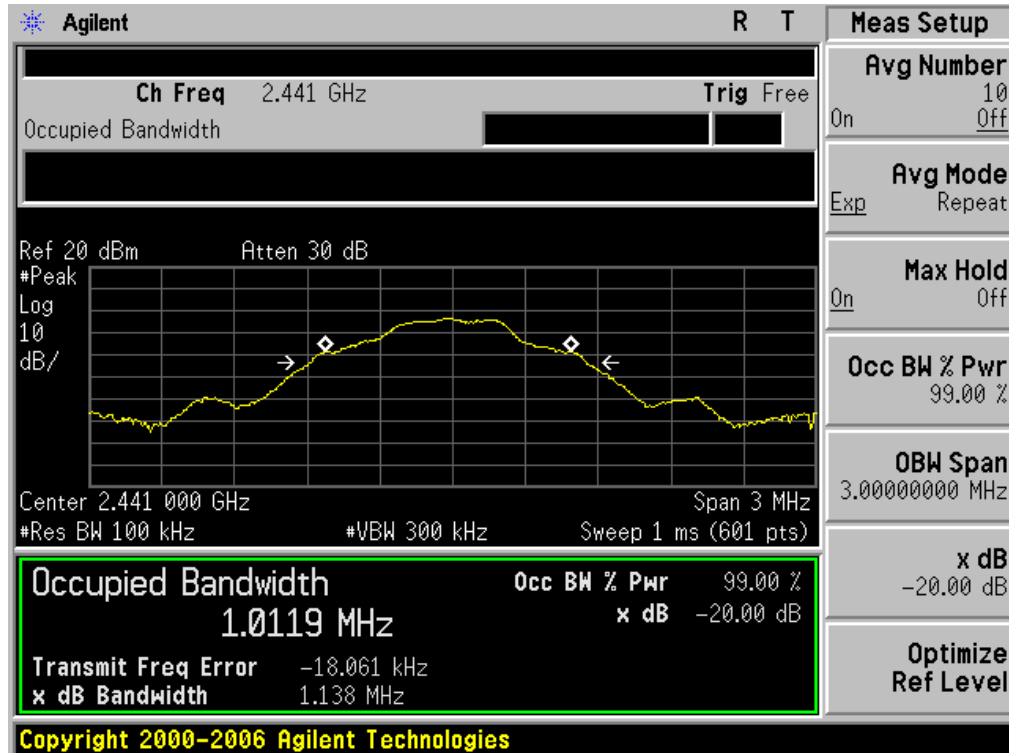 Agilent R T
Ch Freq 2.441 GHz Trig Free
Occupied Bandwidth
Ref 20 dBm Atten 30 dB
#Peak
Log
10
dB/
Center 2.441 000 GHz Span 3 MHz
#Res BW 100 kHz #VBW 300 kHz Sweep 1 ms (601 pts)
Occupied Bandwidth Occ BW % Pwr 99.00 %
1.0119 MHz x dB -20.00 dB
Transmit Freq Error -18.061 kHz
x dB Bandwidth 1.138 MHz
Copyright 2000-2006 Agilent Technologies
Meas Setup
Avg Number
10
On Off
Avg Mode
Exp Repeat
Max Hold
On Off
Occ BW % Pwr
99.00 %
OBW Span
3.00000000 MHz
x dB
-20.00 dB
Optimize
Ref Level